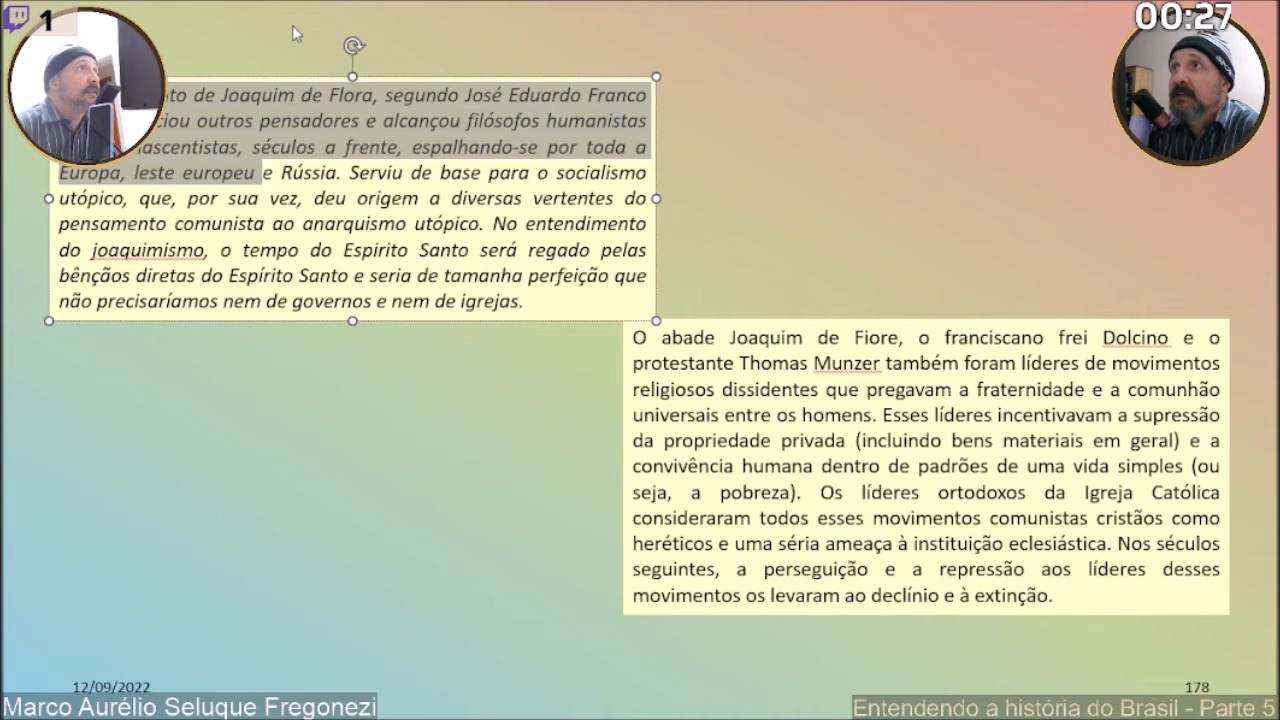 1
00:27
to de Joaquim de Flora, segundo José Eduardo Franco
ciou outros pensadores e alcançou filósofos humanistas
ascentistas, séculos a frente, espalhando-se por toda a
Europa, leste europeu e Rússia. Serviu de base para o socialismo
utópico, que, por sua vez, deu origem a diversas vertentes do
pensamento comunista ao anarquismo utópico. No entendimento
do joaquimismo, o tempo do Espirito Santo será regado pelas
bênçãos diretas do Espírito Santo e seria de tamanha perfeição que
não precisaríamos nem de governos e nem de igrejas.
O abade Joaquim de Fiore, o franciscano frei Dolcino e o
protestante Thomas Munzer também foram líderes de movimentos
religiosos dissidentes que pregavam a fraternidade e a comunhão
universais entre os homens. Esses líderes incentivavam a supressão
da propriedade privada (incluindo bens materiais em geral) e a
convivência humana dentro de padrões de uma vida simples (ou
seja, a pobreza). Os líderes ortodoxos da Igreja Católica
consideraram todos esses movimentos comunistas cristãos como
heréticos e uma séria ameaça à instituição eclesiástica. Nos séculos
seguintes, a perseguição e a repressão aos líderes desses
movimentos os levaram ao declínio e à extinção.
12/09/2022
178
Marco Aurélio Seluque Fregonezi
Entendendo a história do Brasil - Parte 5